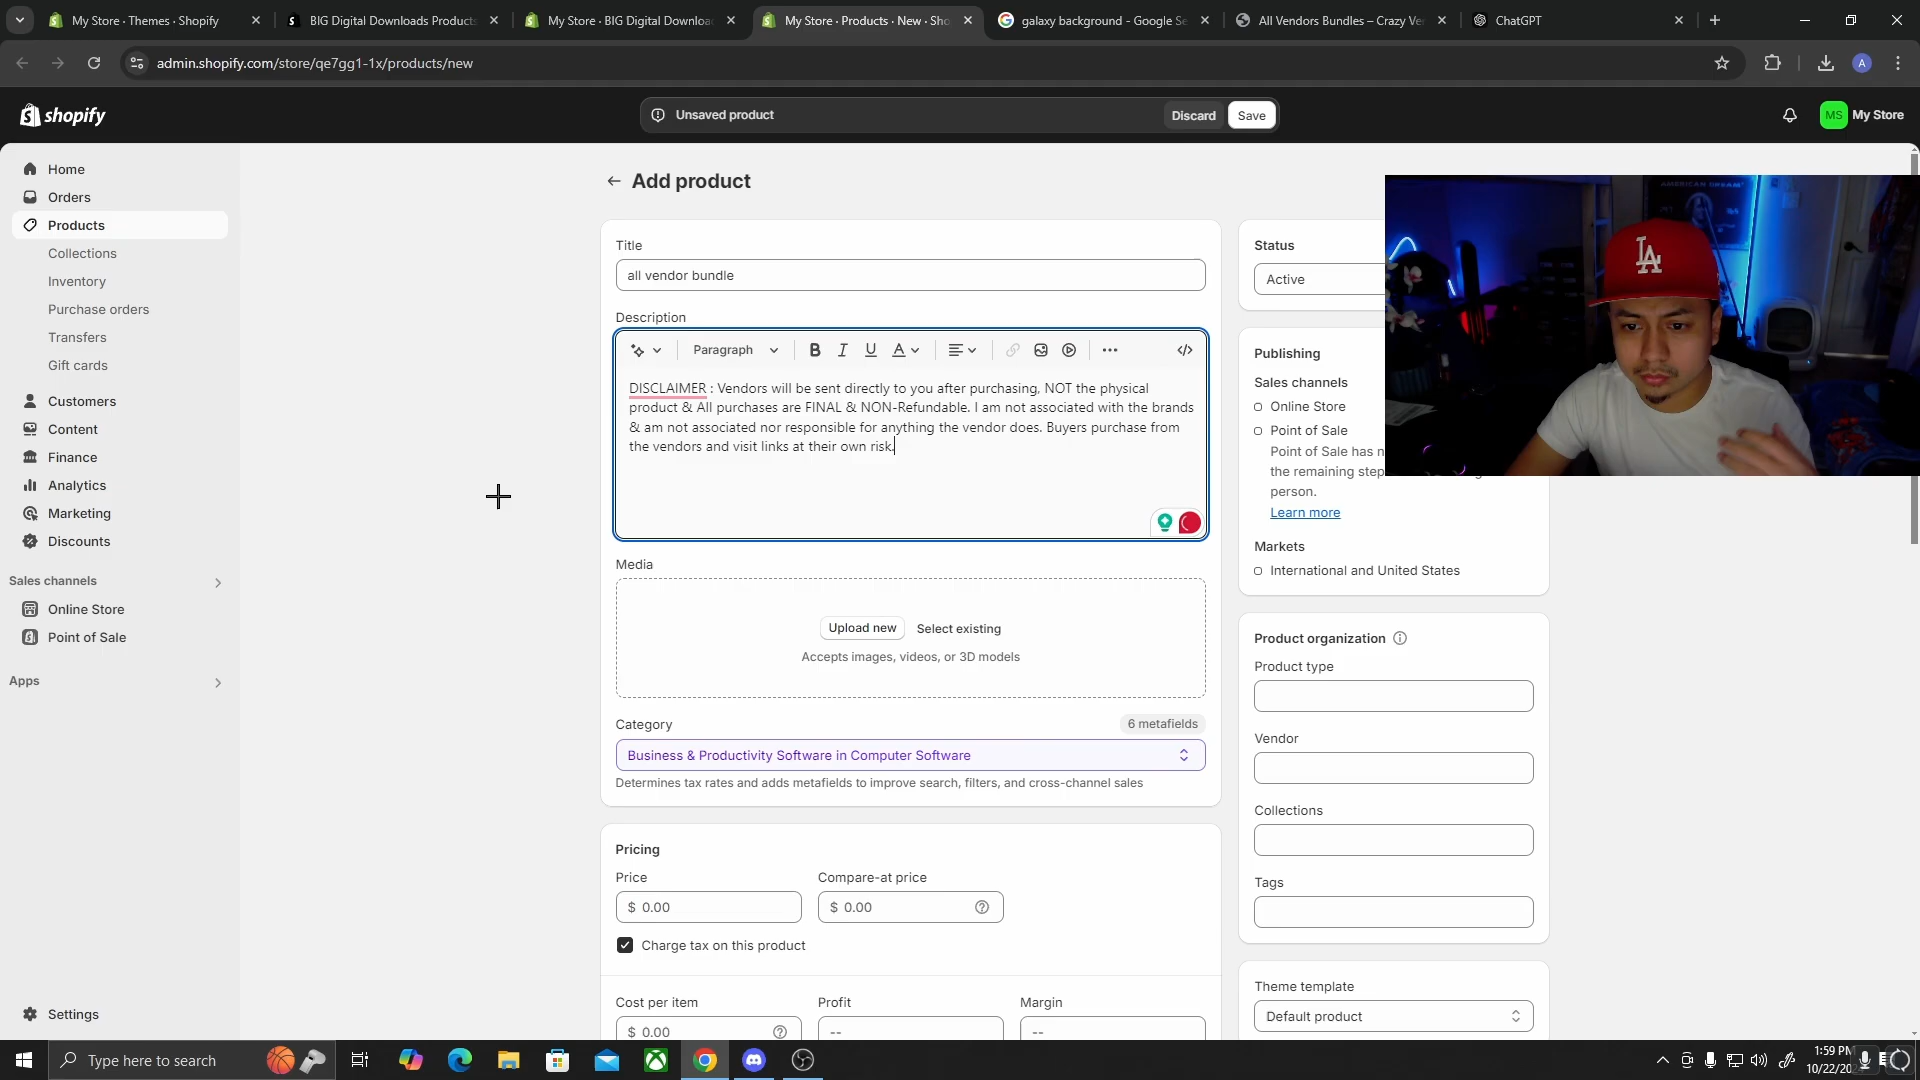 My Store · Themes · Shopify
BIG Digital Downloads Products
My Store · BIG Digital Downloa
My Store · Products · New · Sho
galaxy background - Google Se
All Vendors Bundles – Crazy Ve
ChatGPT
admin.shopify.com/store/qe7gg1-1x/products/new
A
shopify
Unsaved product
Discard
Save
MS
My Store
Home
Orders
Products
Collections
Inventory
Purchase orders
Transfers
Gift cards
Customers
Content
Finance
Analytics
Marketing
Discounts
Sales channels
Online Store
Point of Sale
Apps
Settings
Add product
Title
all vendor bundle
Description
Paragraph
B I U A
DISCLAIMER : Vendors will be sent directly to you after purchasing, NOT the physical
product & All purchases are FINAL & NON-Refundable. I am not associated with the brands
& am not associated nor responsible for anything the vendor does. Buyers purchase from
the vendors and visit links at their own risk.
Media
Upload new
Select existing
Accepts images, videos, or 3D models
Category
6 metafields
Business & Productivity Software in Computer Software
Determines tax rates and adds metafields to improve search, filters, and cross-channel sales
Pricing
Price
Compare-at price
$ 0.00
$ 0.00
Charge tax on this product
Cost per item
Profit
Margin
$ 0.00
--
--
Status
Active
Publishing
Sales channels
Online Store
Point of Sale
Point of Sale has n
the remaining step
person.
Learn more
Markets
International and United States
Product organization
Product type
Vendor
Collections
Tags
Theme template
Default product
AMERICAN DREAM
LA
Type here to search
1:59 PM
10/22/20